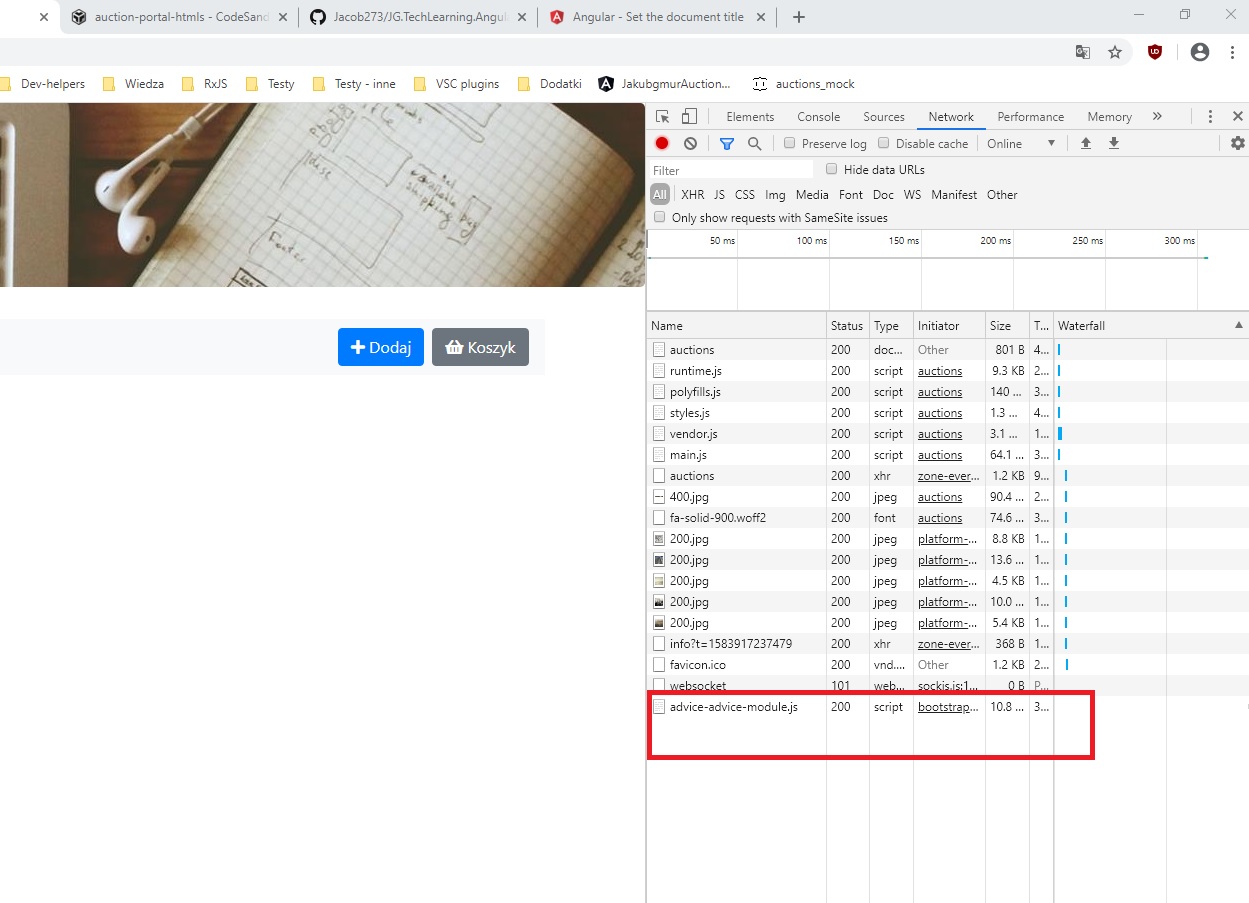 auction-portal-htmls - CodeSand
Jacob273/JG.TechLearning.Angula
Angular - Set the document title
Dev-helpers
Wiedza
RxJS
Testy
Testy - inne
VSC plugins
Dodatki
JakubgmurAuction...
auctions_mock
disc
shipping
buy
Footer
Dodaj
Koszyk
Elements
Console
Sources
Network
Performance
Memory
Preserve log
Disable cache
Online
Filter
Hide data URLs
All XHR JS CSS Img Media Font Doc WS Manifest Other
Only show requests with SameSite issues
50 ms 100 ms 150 ms 200 ms 250 ms 300 ms
Name Status Type Initiator Size T... Waterfall
auctions 200 doc... Other 801 B 4...
runtime.js 200 script auctions 9.3 KB 2...
polyfills.js 200 script auctions 140 ... 3...
styles.js 200 script auctions 1.3 ... 4...
vendor.js 200 script auctions 3.1 ... 1...
main.js 200 script auctions 64.1 ... 3...
auctions 200 xhr zone-ever... 1.2 KB 9...
400.jpg 200 jpeg auctions 90.4 ... 2...
fa-solid-900.woff2 200 font auctions 74.6 ... 3...
200.jpg 200 jpeg platform-... 8.8 KB 1...
200.jpg 200 jpeg platform-... 13.6 ... 1...
200.jpg 200 jpeg platform-... 4.5 KB 1...
200.jpg 200 jpeg platform-... 10.0 ... 1...
200.jpg 200 jpeg platform-... 5.4 KB 1...
info?t=1583917237479 200 xhr zone-ever... 368 B 1...
favicon.ico 200 vnd.... Other 1.2 KB 2...
websocket 101 web... sockjs.js:1... 0 B P...
advice-advice-module.js 200 script bootstrap... 10.8 ... 3...